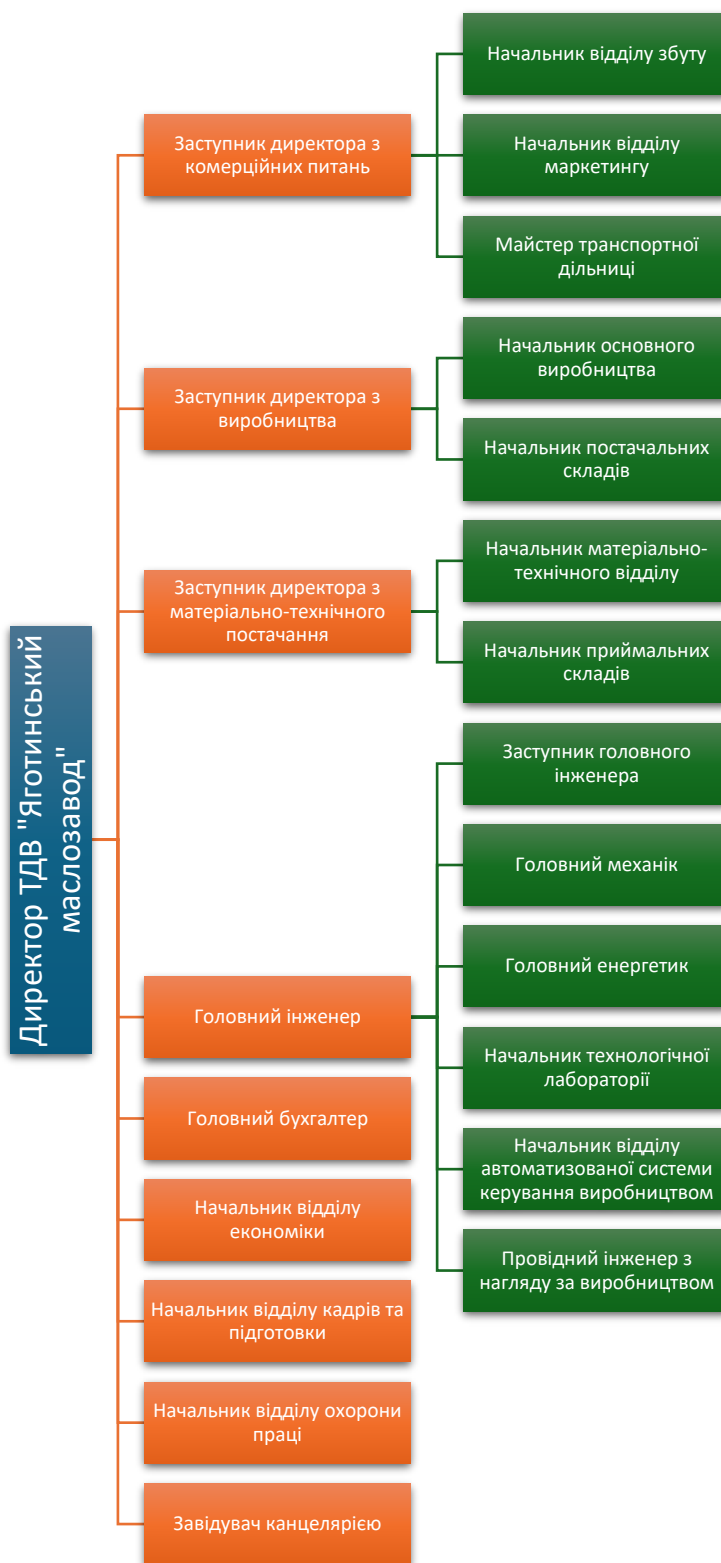 Директор ТДВ "Яготинський
маслозавод"
Заступник директора з
комерційних питань
Начальник відділу збуту
Начальник відділу
маркетингу
Майстер транспортної
дільниці
Заступник директора з
виробництва
Начальник основного
виробництва
Начальник постачальних
складів
Заступник директора з
матеріально-технічного
постачання
Начальник матеріально-
технічного відділу
Начальник приймальних
складів
Головний інженер
Заступник головного
інженера
Головний механік
Головний енергетик
Начальник технологічної
лабораторії
Начальник відділу
автоматизованої системи
керування виробництвом
Провідний інженер з
нагляду за виробництвом
Головний бухгалтер
Начальник відділу
економіки
Начальник відділу кадрів та
підготовки
Начальник відділу охорони
праці
Завідувач канцелярією